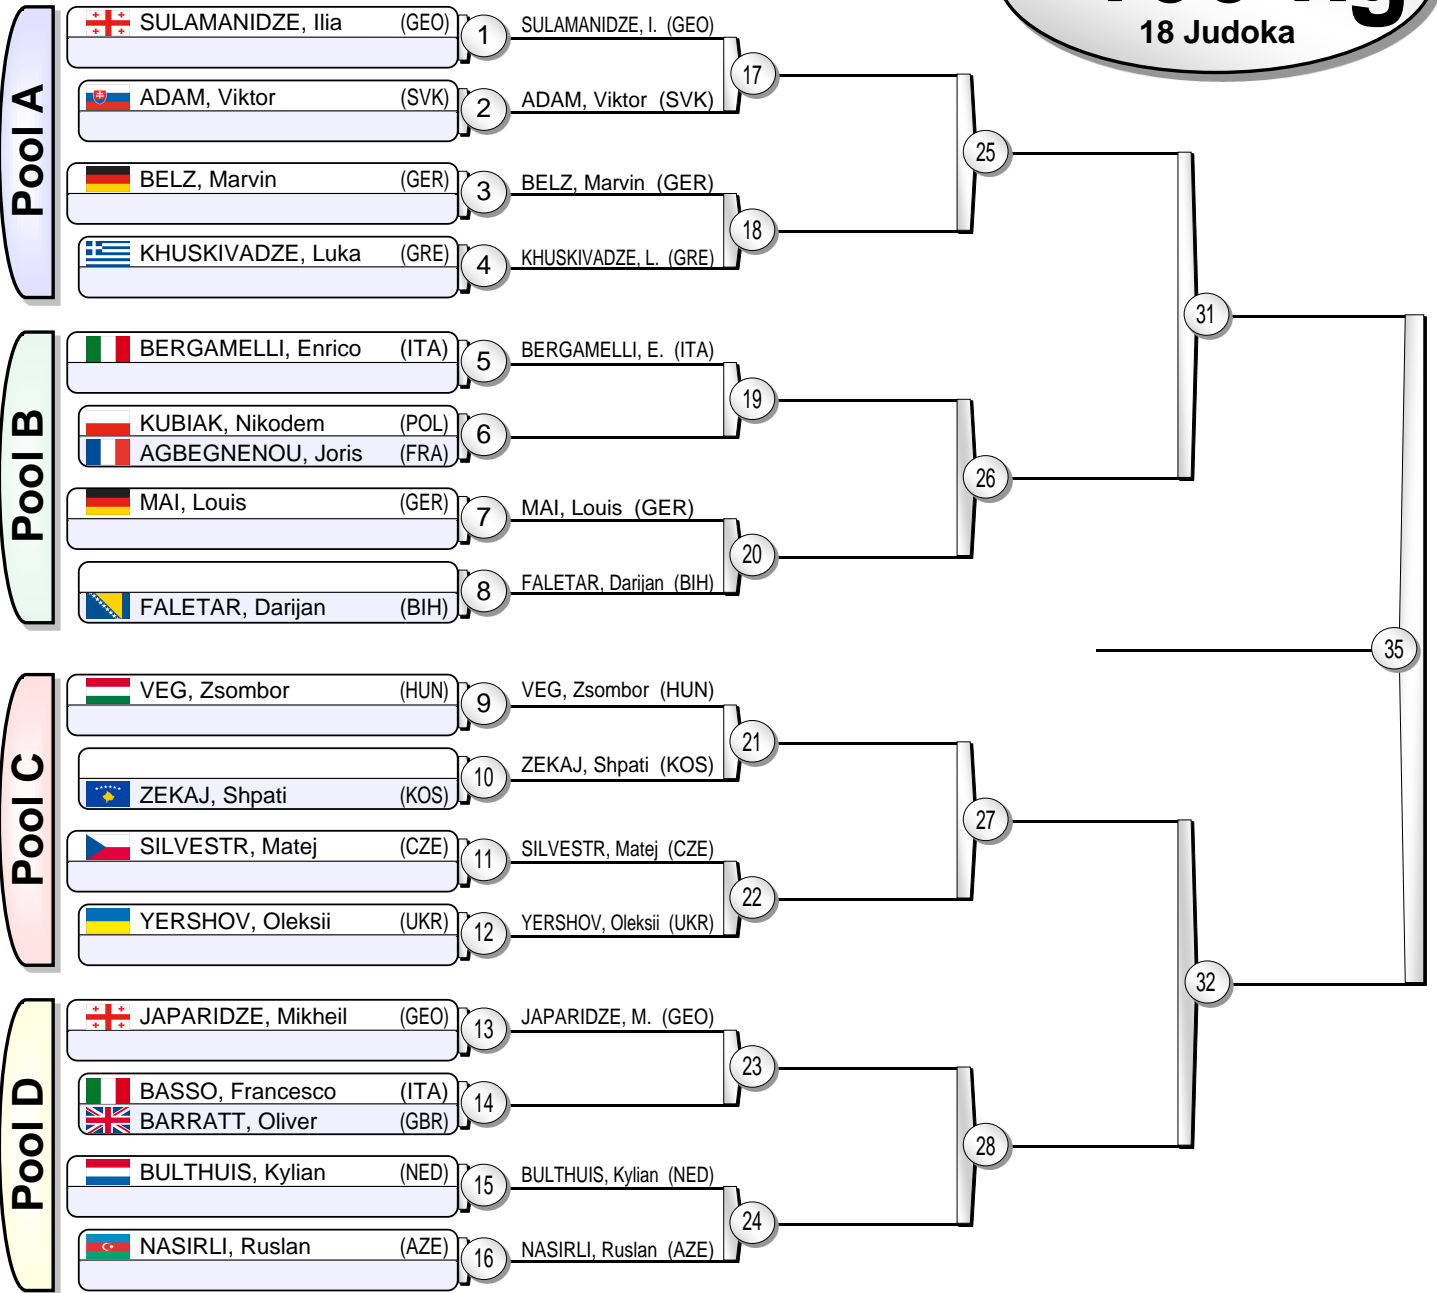 18 Judoka
Pool A
SULAMANIDZE, Ilia (GEO) 1 SULAMANIDZE, I. (GEO)
17
ADAM, Viktor (SVK) 2 ADAM, Viktor (SVK)
25
BELZ, Marvin (GER) 3 BELZ, Marvin (GER)
18
KHUSKIVADZE, Luka (GRE) 4 KHUSKIVADZE, L. (GRE)
31
Pool B
BERGAMELLI, Enrico (ITA) 5 BERGAMELLI, E. (ITA)
19
KUBIAK, Nikodem (POL) 6
AGBEGNENOU, Joris (FRA)
26
MAI, Louis (GER) 7 MAI, Louis (GER)
20
8 FALETAR, Darijan (BIH)
FALETAR, Darijan (BIH)
35
Pool C
VEG, Zsombor (HUN) 9 VEG, Zsombor (HUN)
21
10 ZEKAJ, Shpati (KOS)
ZEKAJ, Shpati (KOS)
27
SILVESTR, Matej (CZE) 11 SILVESTR, Matej (CZE)
22
YERSHOV, Oleksii (UKR) 12 YERSHOV, Oleksii (UKR)
32
Pool D
JAPARIDZE, Mikheil (GEO) 13 JAPARIDZE, M. (GEO)
23
BASSO, Francesco (ITA) 14
BARRATT, Oliver (GBR)
28
BULTHUIS, Kylian (NED) 15 BULTHUIS, Kylian (NED)
24
NASIRLI, Ruslan (AZE) 16 NASIRLI, Ruslan (AZE)